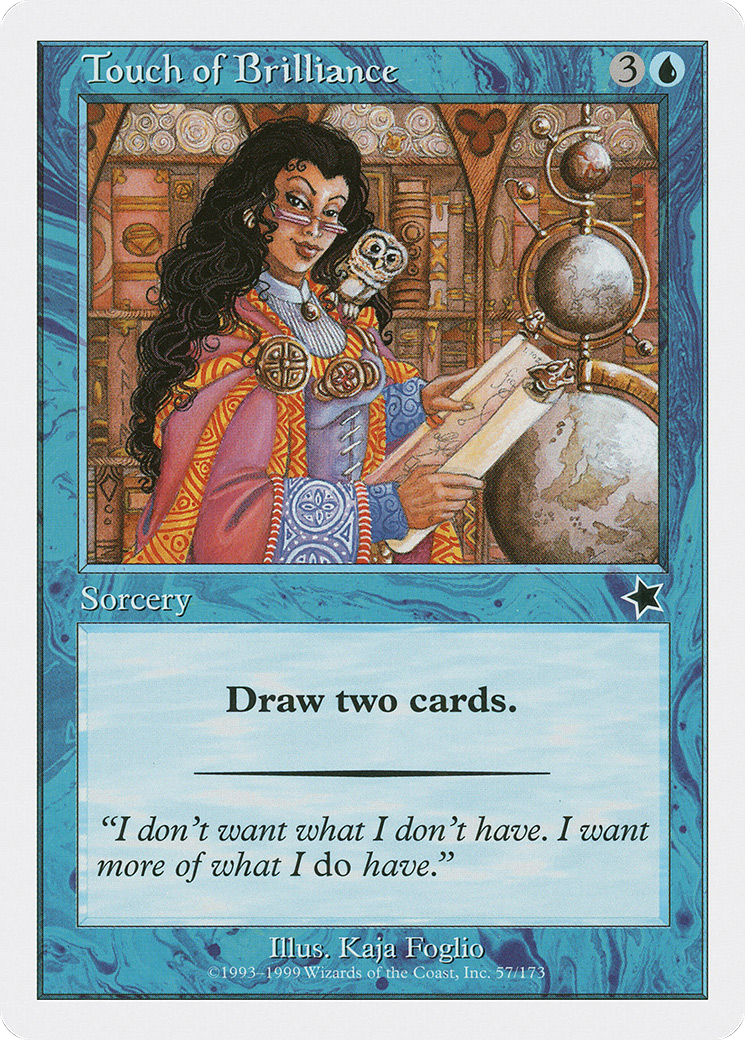 Touch of Brilliance 3
Sorcery
Draw two cards.
“I don’t want what I don’t have. I want
more of what I do have.”
Illus. Kaja Foglio
©1993–1999 Wizards of the Coast, Inc. 57/173